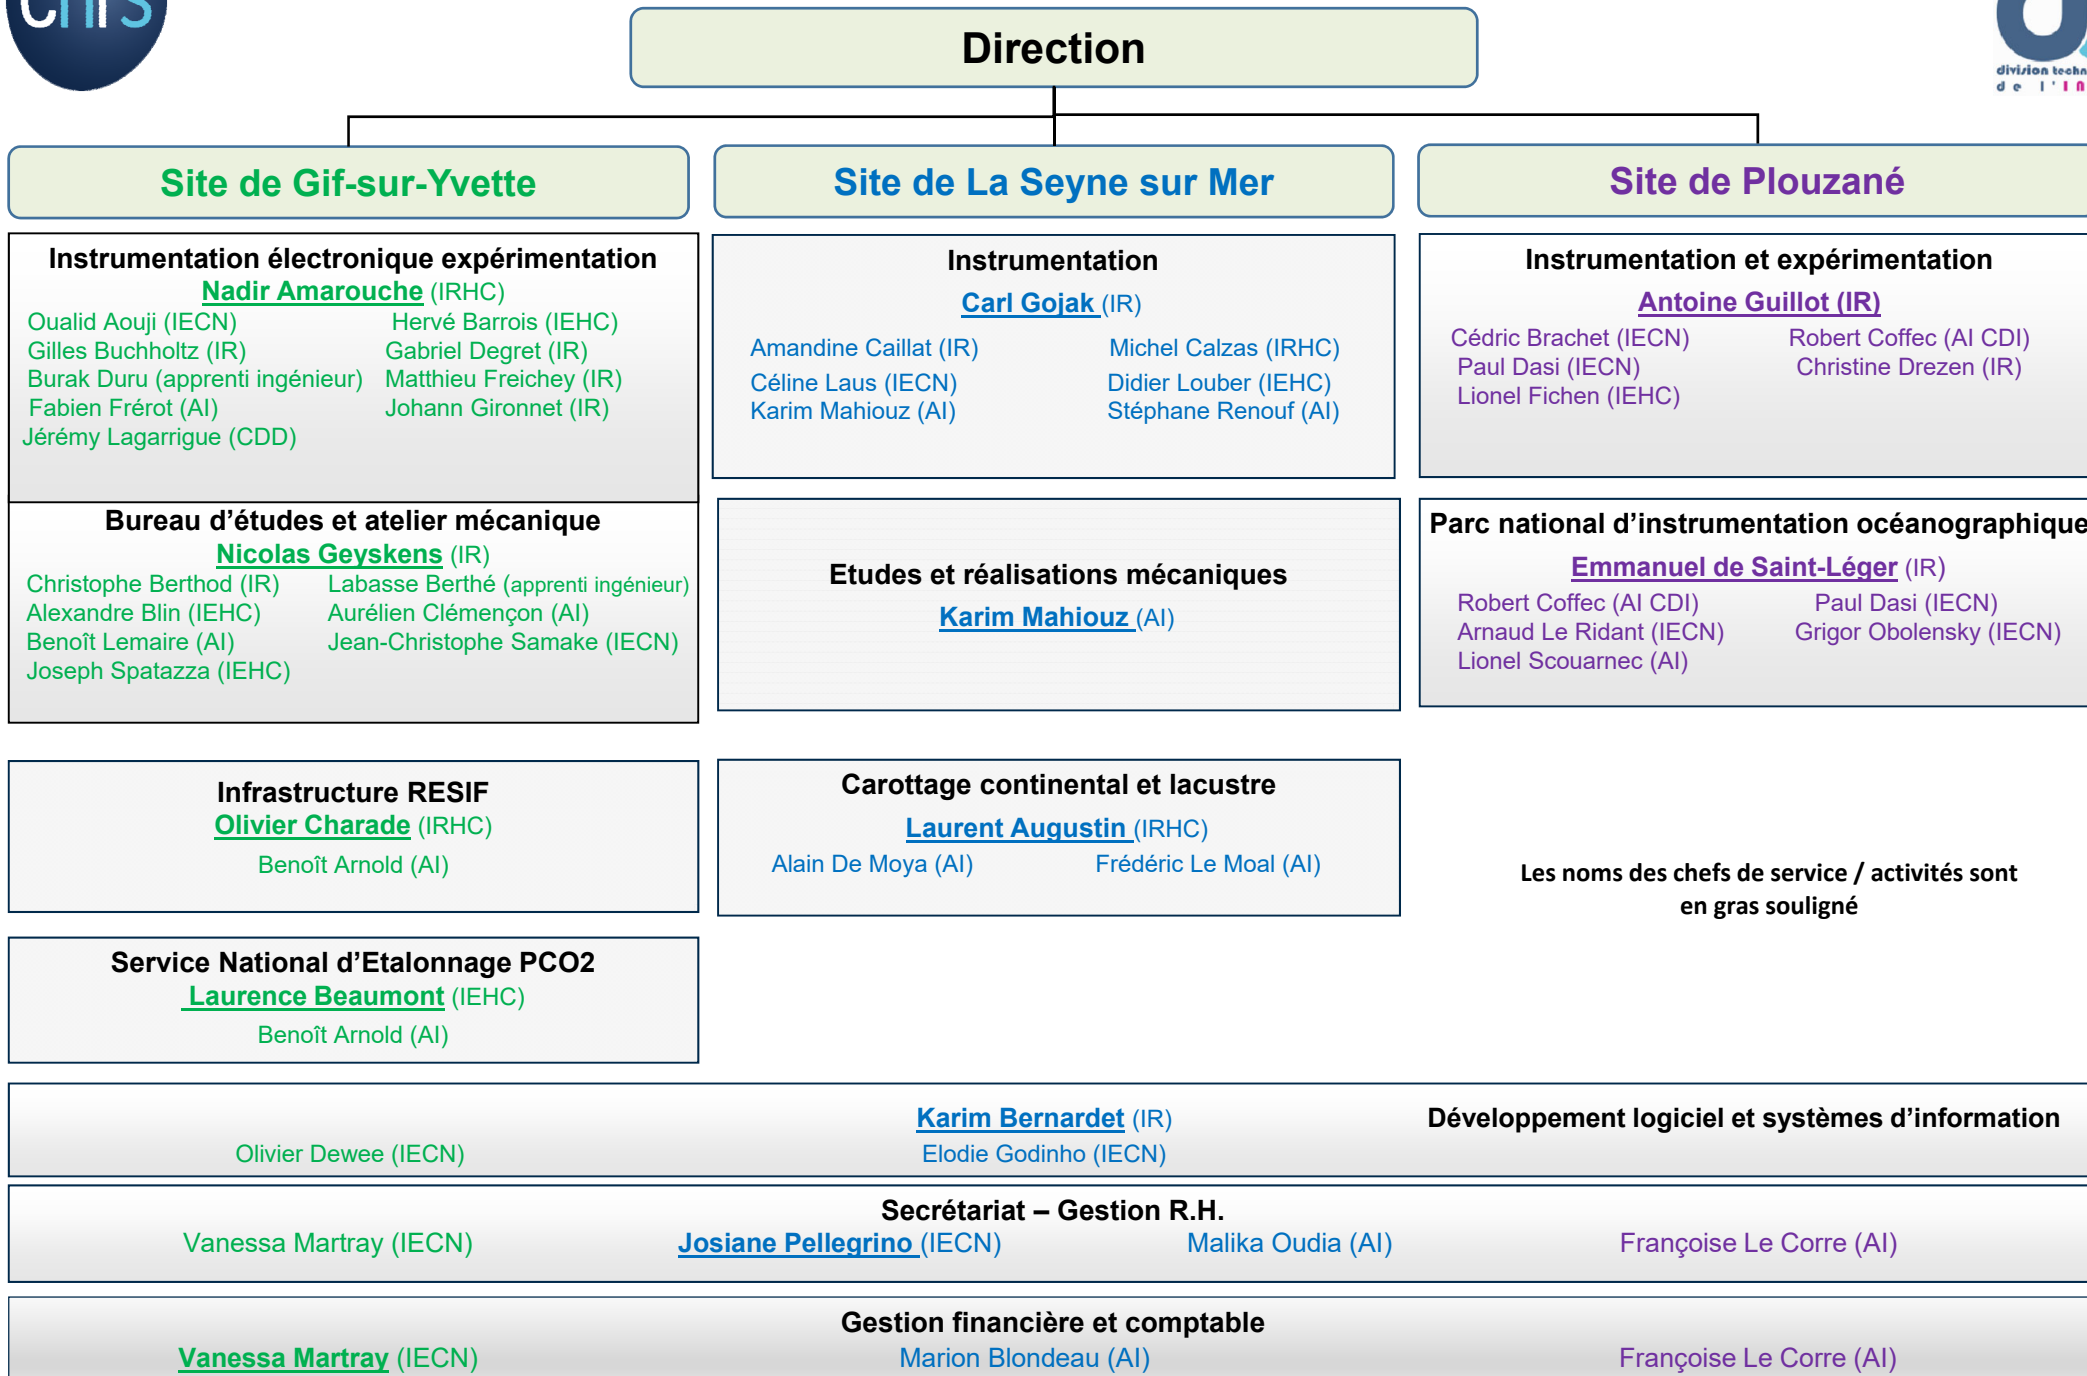 cnrs
Direction
division techn
de l'IN
Site de Gif-sur-Yvette
Site de La Seyne sur Mer
Site de Plouzané
Instrumentation électronique expérimentation
Nadir Amarouche (IRHC)
Oualid Aouji (IECN) Hervé Barrois (IEHC)
Gilles Buchholtz (IR) Gabriel Degret (IR)
Burak Duru (apprenti ingénieur) Matthieu Freichey (IR)
Fabien Frérot (AI) Johann Gironnet (IR)
Jérémy Lagarrigue (CDD)
Instrumentation
Carl Gojak (IR)
Amandine Caillat (IR) Michel Calzas (IRHC)
Céline Laus (IECN) Didier Louber (IEHC)
Karim Mahiouz (AI) Stéphane Renouf (AI)
Instrumentation et expérimentation
Antoine Guillot (IR)
Cédric Brachet (IECN) Robert Coffec (AI CDI)
Paul Dasi (IECN) Christine Drezen (IR)
Lionel Fichen (IEHC)
Bureau d’études et atelier mécanique
Nicolas Geyskens (IR)
Christophe Berthod (IR) Labasse Berthé (apprenti ingénieur)
Alexandre Blin (IEHC) Aurélien Clémençon (AI)
Benoît Lemaire (AI) Jean-Christophe Samake (IECN)
Joseph Spatazza (IEHC)
Etudes et réalisations mécaniques
Karim Mahiouz (AI)
Parc national d’instrumentation océanographique
Emmanuel de Saint-Léger (IR)
Robert Coffec (AI CDI) Paul Dasi (IECN)
Arnaud Le Ridant (IECN) Grigor Obolensky (IECN)
Lionel Scouarnec (AI)
Infrastructure RESIF
Olivier Charade (IRHC)
Benoît Arnold (AI)
Carottage continental et lacustre
Laurent Augustin (IRHC)
Alain De Moya (AI) Frédéric Le Moal (AI)
Les noms des chefs de service / activités sont
en gras souligné
Service National d’Etalonnage PCO2
Laurence Beaumont (IEHC)
Benoît Arnold (AI)
Karim Bernardet (IR) Développement logiciel et systèmes d’information
Olivier Dewee (IECN) Elodie Godinho (IECN)
Secrétariat – Gestion R.H.
Vanessa Martray (IECN) Josiane Pellegrino (IECN) Malika Oudia (AI) Françoise Le Corre (AI)
Gestion financière et comptable
Vanessa Martray (IECN) Marion Blondeau (AI) Françoise Le Corre (AI)